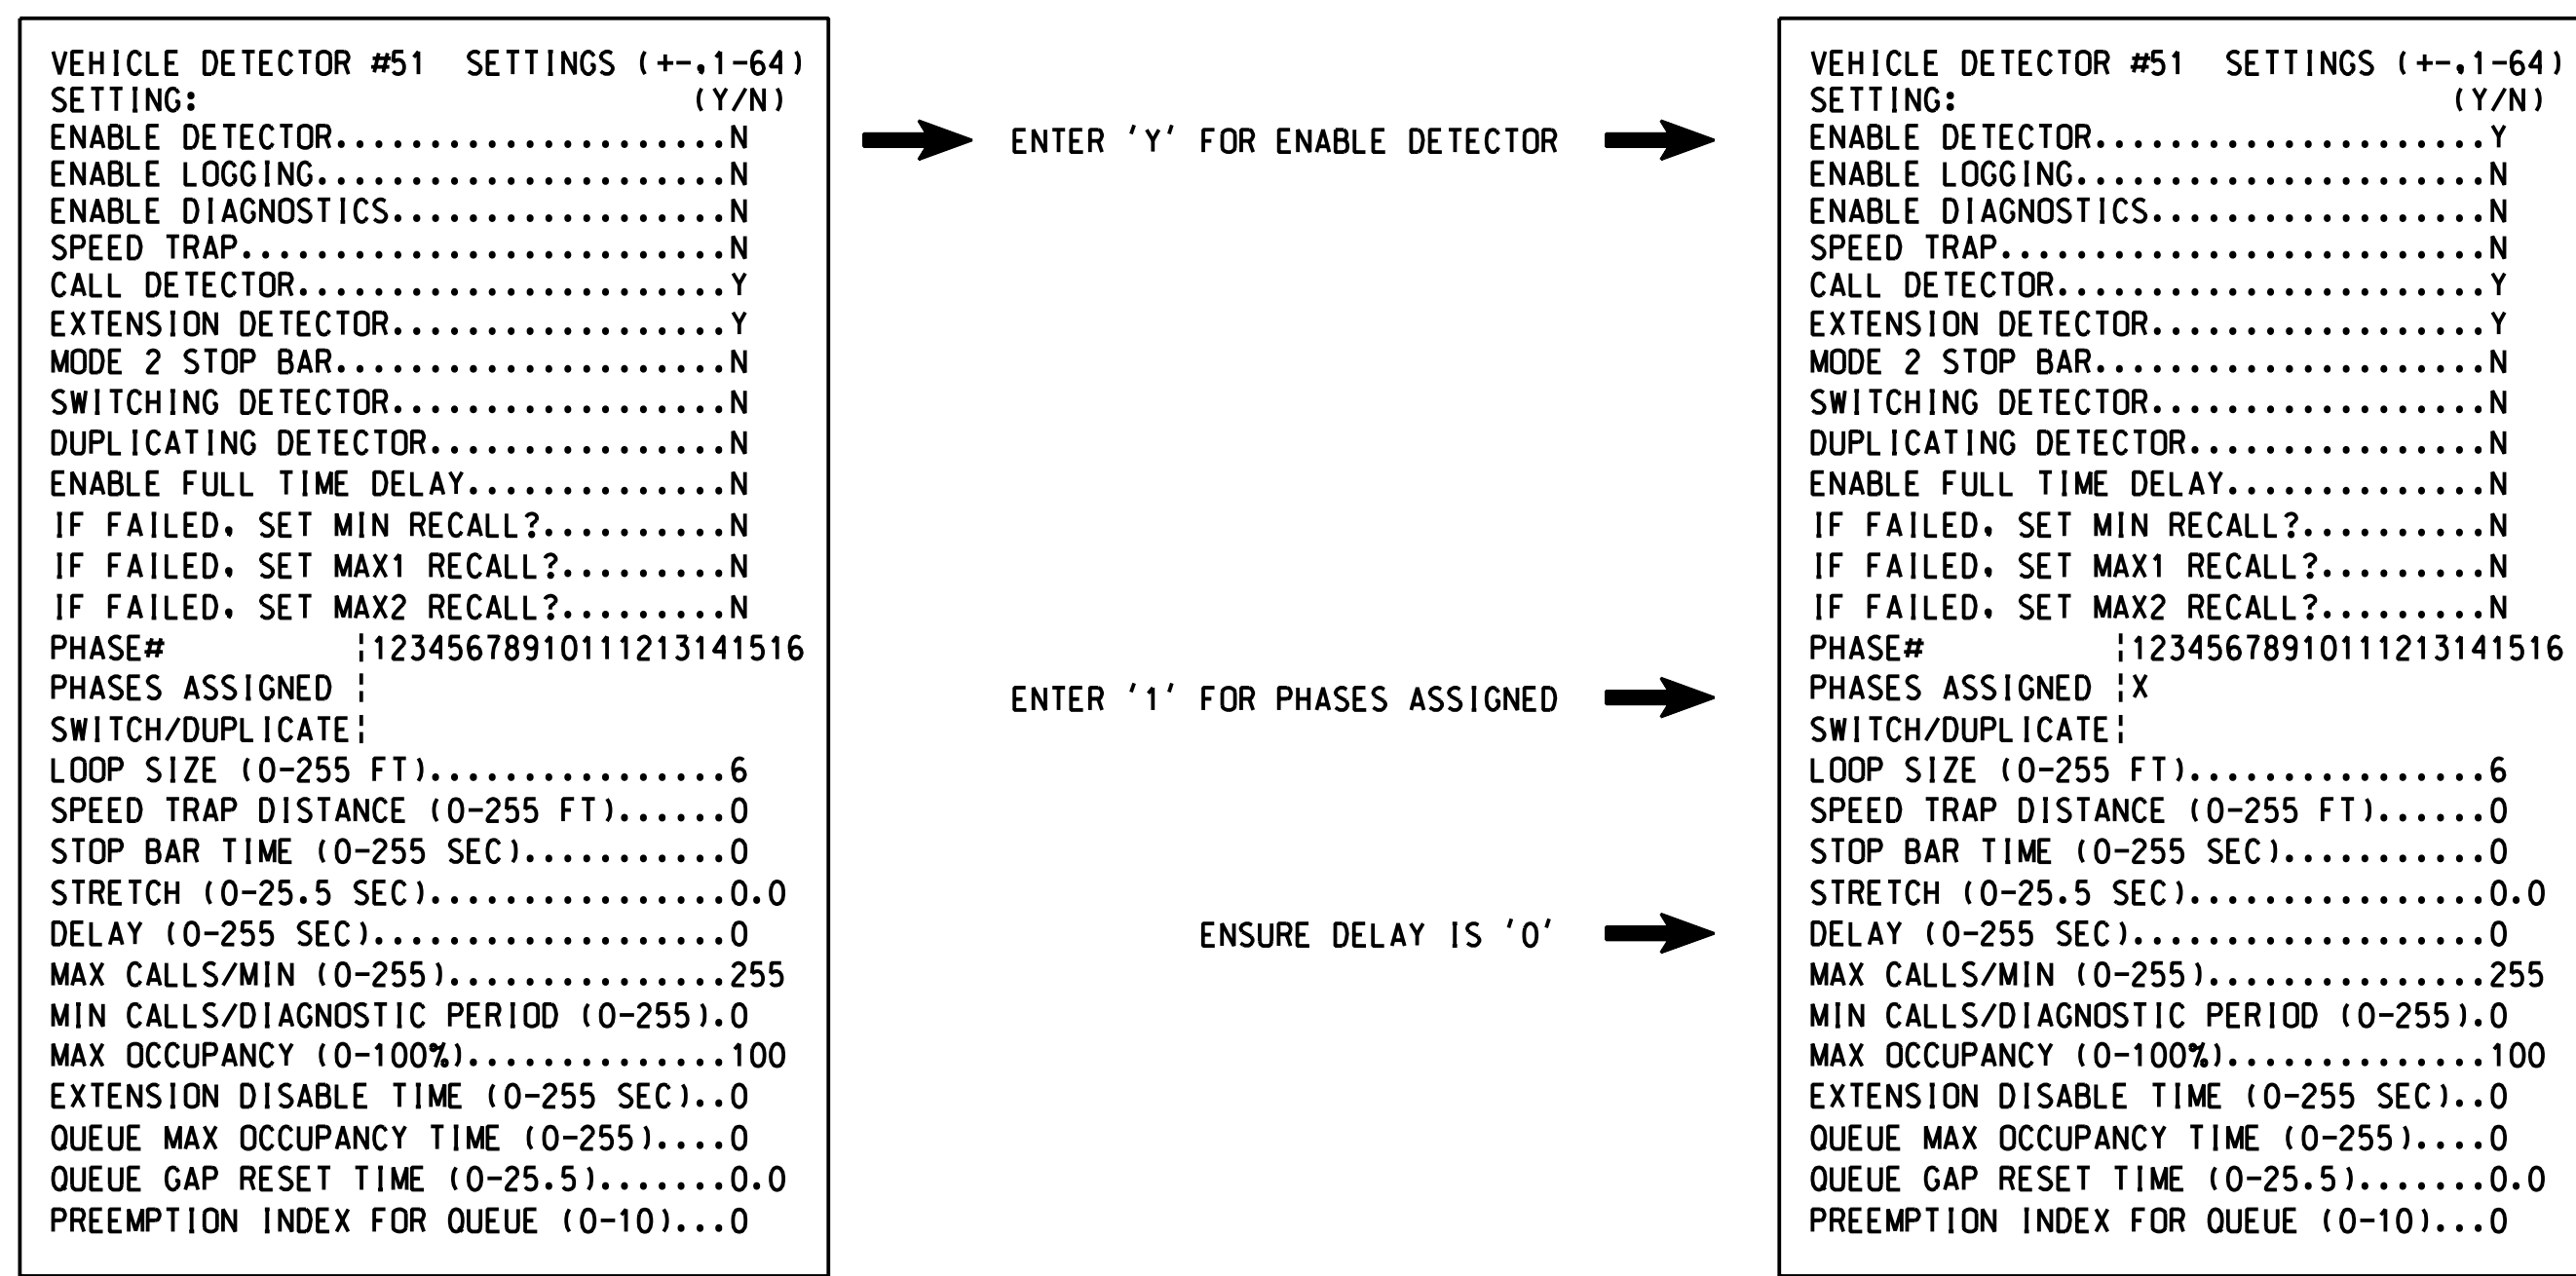 VEHICLE DETECTOR #51  SETTINGS (+-,1-64)
SETTING:                          (Y/N)
ENABLE DETECTOR.....................N
ENABLE LOGGING......................N
ENABLE DIAGNOSTICS..................N
SPEED TRAP..........................N
CALL DETECTOR.......................Y
EXTENSION DETECTOR..................Y
MODE 2 STOP BAR.....................N
SWITCHING DETECTOR..................N
DUPLICATING DETECTOR................N
ENABLE FULL TIME DELAY..............N
IF FAILED, SET MIN RECALL?..........N
IF FAILED, SET MAX1 RECALL?.........N
IF FAILED, SET MAX2 RECALL?.........N
PHASE#          ¦12345678910111213141516
PHASES ASSIGNED ¦
SWITCH/DUPLICATE¦
LOOP SIZE (0-255 FT)................6
SPEED TRAP DISTANCE (0-255 FT)......0
STOP BAR TIME (0-255 SEC)...........0
STRETCH (0-25.5 SEC)................0.0
DELAY (0-255 SEC)...................0
MAX CALLS/MIN (0-255)...............255
MIN CALLS/DIAGNOSTIC PERIOD (0-255).0
MAX OCCUPANCY (0-100%)..............100
EXTENSION DISABLE TIME (0-255 SEC)..0
QUEUE MAX OCCUPANCY TIME (0-255)....0
QUEUE GAP RESET TIME (0-25.5).......0.0
PREEMPTION INDEX FOR QUEUE (0-10)...0
ENTER 'Y' FOR ENABLE DETECTOR
ENTER '1' FOR PHASES ASSIGNED
ENSURE DELAY IS '0'
VEHICLE DETECTOR #51  SETTINGS (+-,1-64)
SETTING:                          (Y/N)
ENABLE DETECTOR.....................Y
ENABLE LOGGING......................N
ENABLE DIAGNOSTICS..................N
SPEED TRAP..........................N
CALL DETECTOR.......................Y
EXTENSION DETECTOR..................Y
MODE 2 STOP BAR.....................N
SWITCHING DETECTOR..................N
DUPLICATING DETECTOR................N
ENABLE FULL TIME DELAY..............N
IF FAILED, SET MIN RECALL?..........N
IF FAILED, SET MAX1 RECALL?.........N
IF FAILED, SET MAX2 RECALL?.........N
PHASE#          ¦12345678910111213141516
PHASES ASSIGNED ¦X
SWITCH/DUPLICATE¦
LOOP SIZE (0-255 FT)................6
SPEED TRAP DISTANCE (0-255 FT)......0
STOP BAR TIME (0-255 SEC)...........0
STRETCH (0-25.5 SEC)................0.0
DELAY (0-255 SEC)...................0
MAX CALLS/MIN (0-255)...............255
MIN CALLS/DIAGNOSTIC PERIOD (0-255).0
MAX OCCUPANCY (0-100%)..............100
EXTENSION DISABLE TIME (0-255 SEC)..0
QUEUE MAX OCCUPANCY TIME (0-255)....0
QUEUE GAP RESET TIME (0-25.5).......0.0
PREEMPTION INDEX FOR QUEUE (0-10)...0